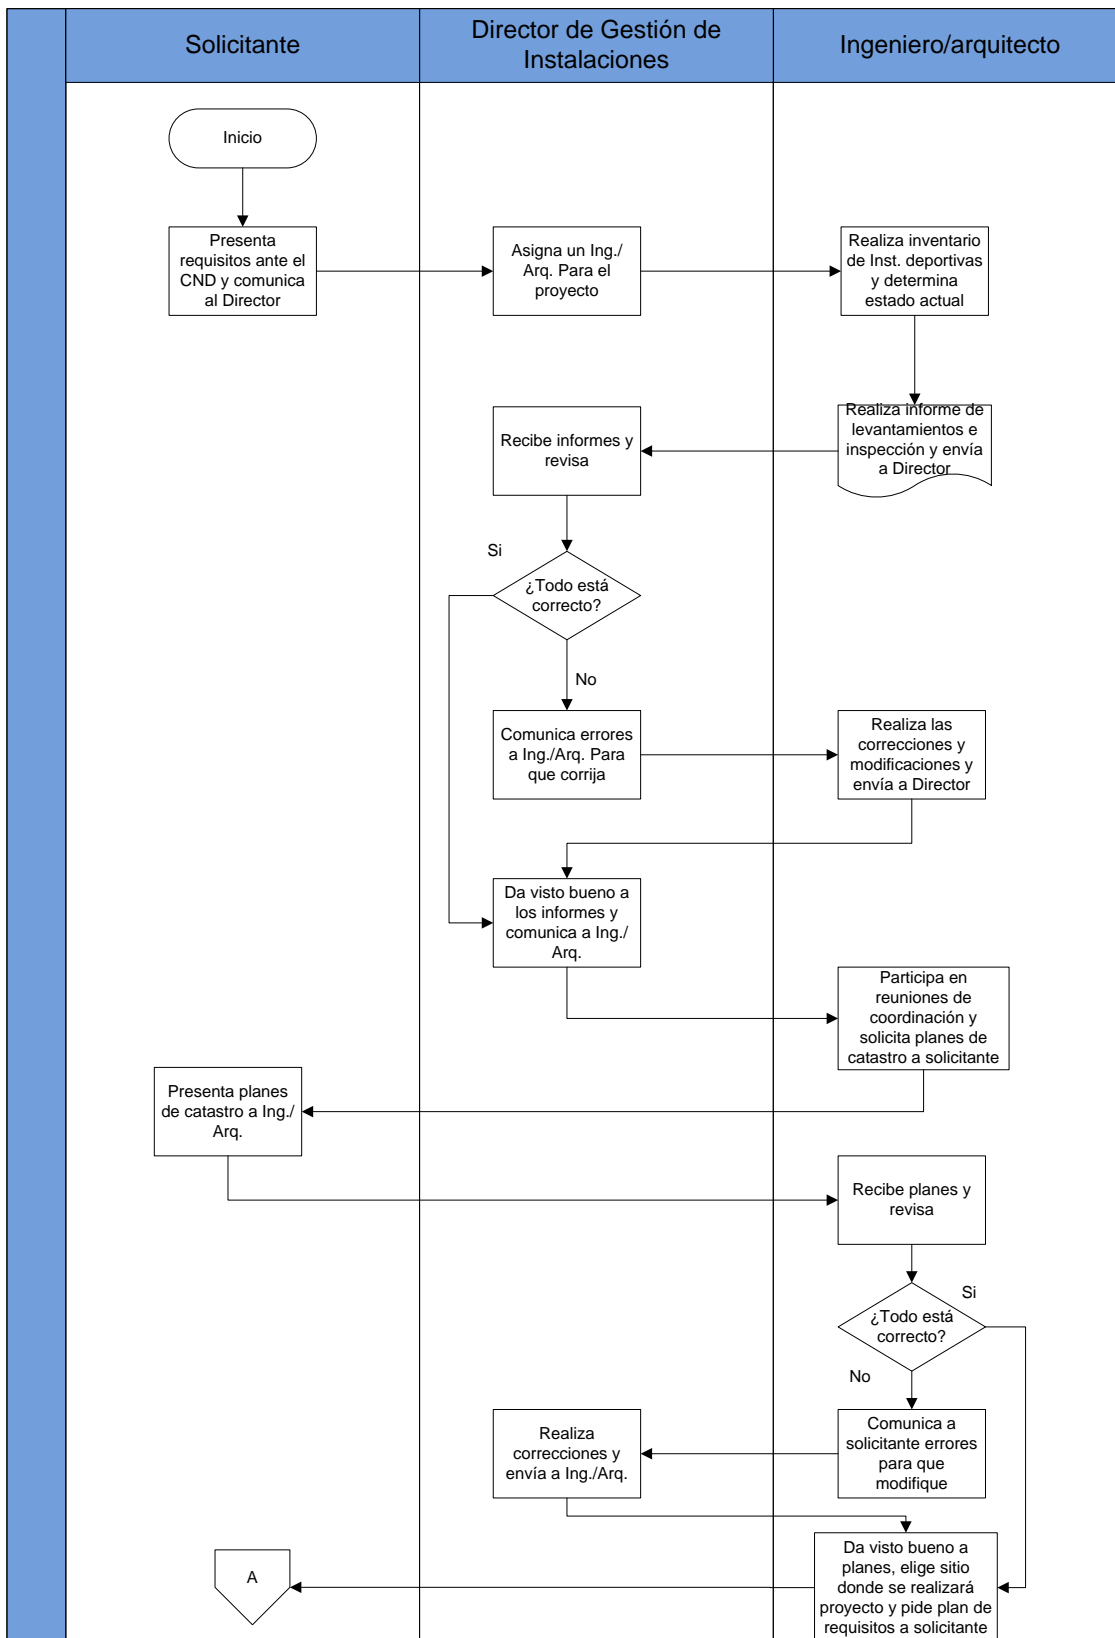 Solicitante
Director de Gestión de
Instalaciones
Ingeniero/arquitecto
Inicio
Presenta
requisitos ante el
CND y comunica
al Director
Asigna un Ing./
Arq. Para el
proyecto
Realiza inventario
de Inst. deportivas
y determina
estado actual
Realiza informe de
levantamientos e
inspección y envía
a Director
Recibe informes y
revisa
Si
¿Todo está
correcto?
No
Comunica errores
a Ing./Arq. Para
que corrija
Realiza las
correcciones y
modificaciones y
envía a Director
Da visto bueno a
los informes y
comunica a Ing./
Arq.
Participa en
reuniones de
coordinación y
solicita planes de
catastro a solicitante
Presenta planes
de catastro a Ing./
Arq.
Recibe planes y
revisa
Si
¿Todo está
correcto?
No
Comunica a
solicitante errores
para que
modifique
Realiza
correcciones y
envía a Ing./Arq.
Da visto bueno a
planes, elige sitio
donde se realizará
proyecto y pide plan de
requisitos a solicitante
A